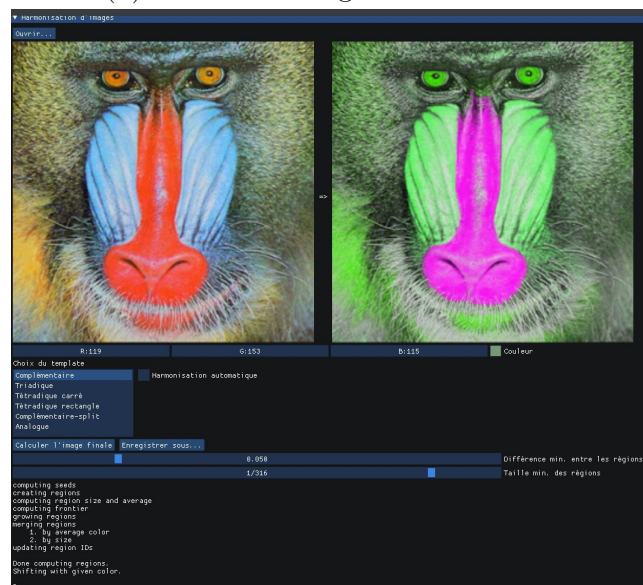 ▼ Harmonisation d'images
Ouvrir...
=>
R:119 G:153 B:115 Couleur
Choix du template
Complémentaire
Harmonisation automatique
Triadique
Tétradique carré
Tétradique rectangle
Complémentaire-split
Analogue
Calculer l'image finale Enregistrer sous...
0.050 Différence min. entre les régions
1/316 Taille min. des régions
computing seeds
creating regions
computing region size and average
computing frontier
growing regions
merging regions
1. by average color
2. by size
updating region IDs
Done computing regions.
Shifting with given color.